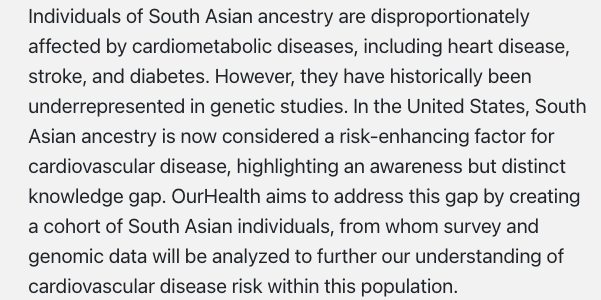 Individuals of South Asian ancestry are disproportionately
affected by cardiometabolic diseases, including heart disease,
stroke, and diabetes. However, they have historically been
underrepresented in genetic studies. In the United States, South
Asian ancestry is now considered a risk-enhancing factor for
cardiovascular disease, highlighting an awareness but distinct
knowledge gap. OurHealth aims to address this gap by creating
a cohort of South Asian individuals, from whom survey and
genomic data will be analyzed to further our understanding of
cardiovascular disease risk within this population.